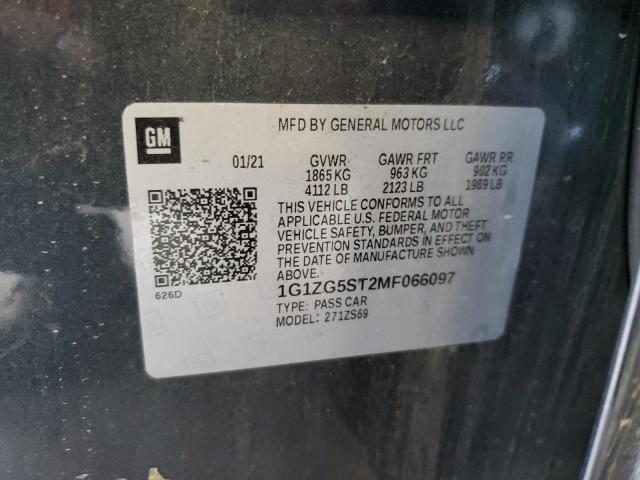 GM
MFD BY GENERAL MOTORS LLC
01/21 GVWR GAWR FRT GAWR RR
1865 KG 963 KG 902 KG
4112 LB 2123 LB 1989 LB
THIS VEHICLE CONFORMS TO ALL
APPLICABLE U.S. FEDERAL MOTOR
VEHICLE SAFETY, BUMPER, AND THEFT
PREVENTION STANDARDS IN EFFECT ON
THE DATE OF MANUFACTURE SHOWN
ABOVE.
626D
1G1ZG5ST2MF066097
TYPE: PASS CAR
MODEL: 271ZS69